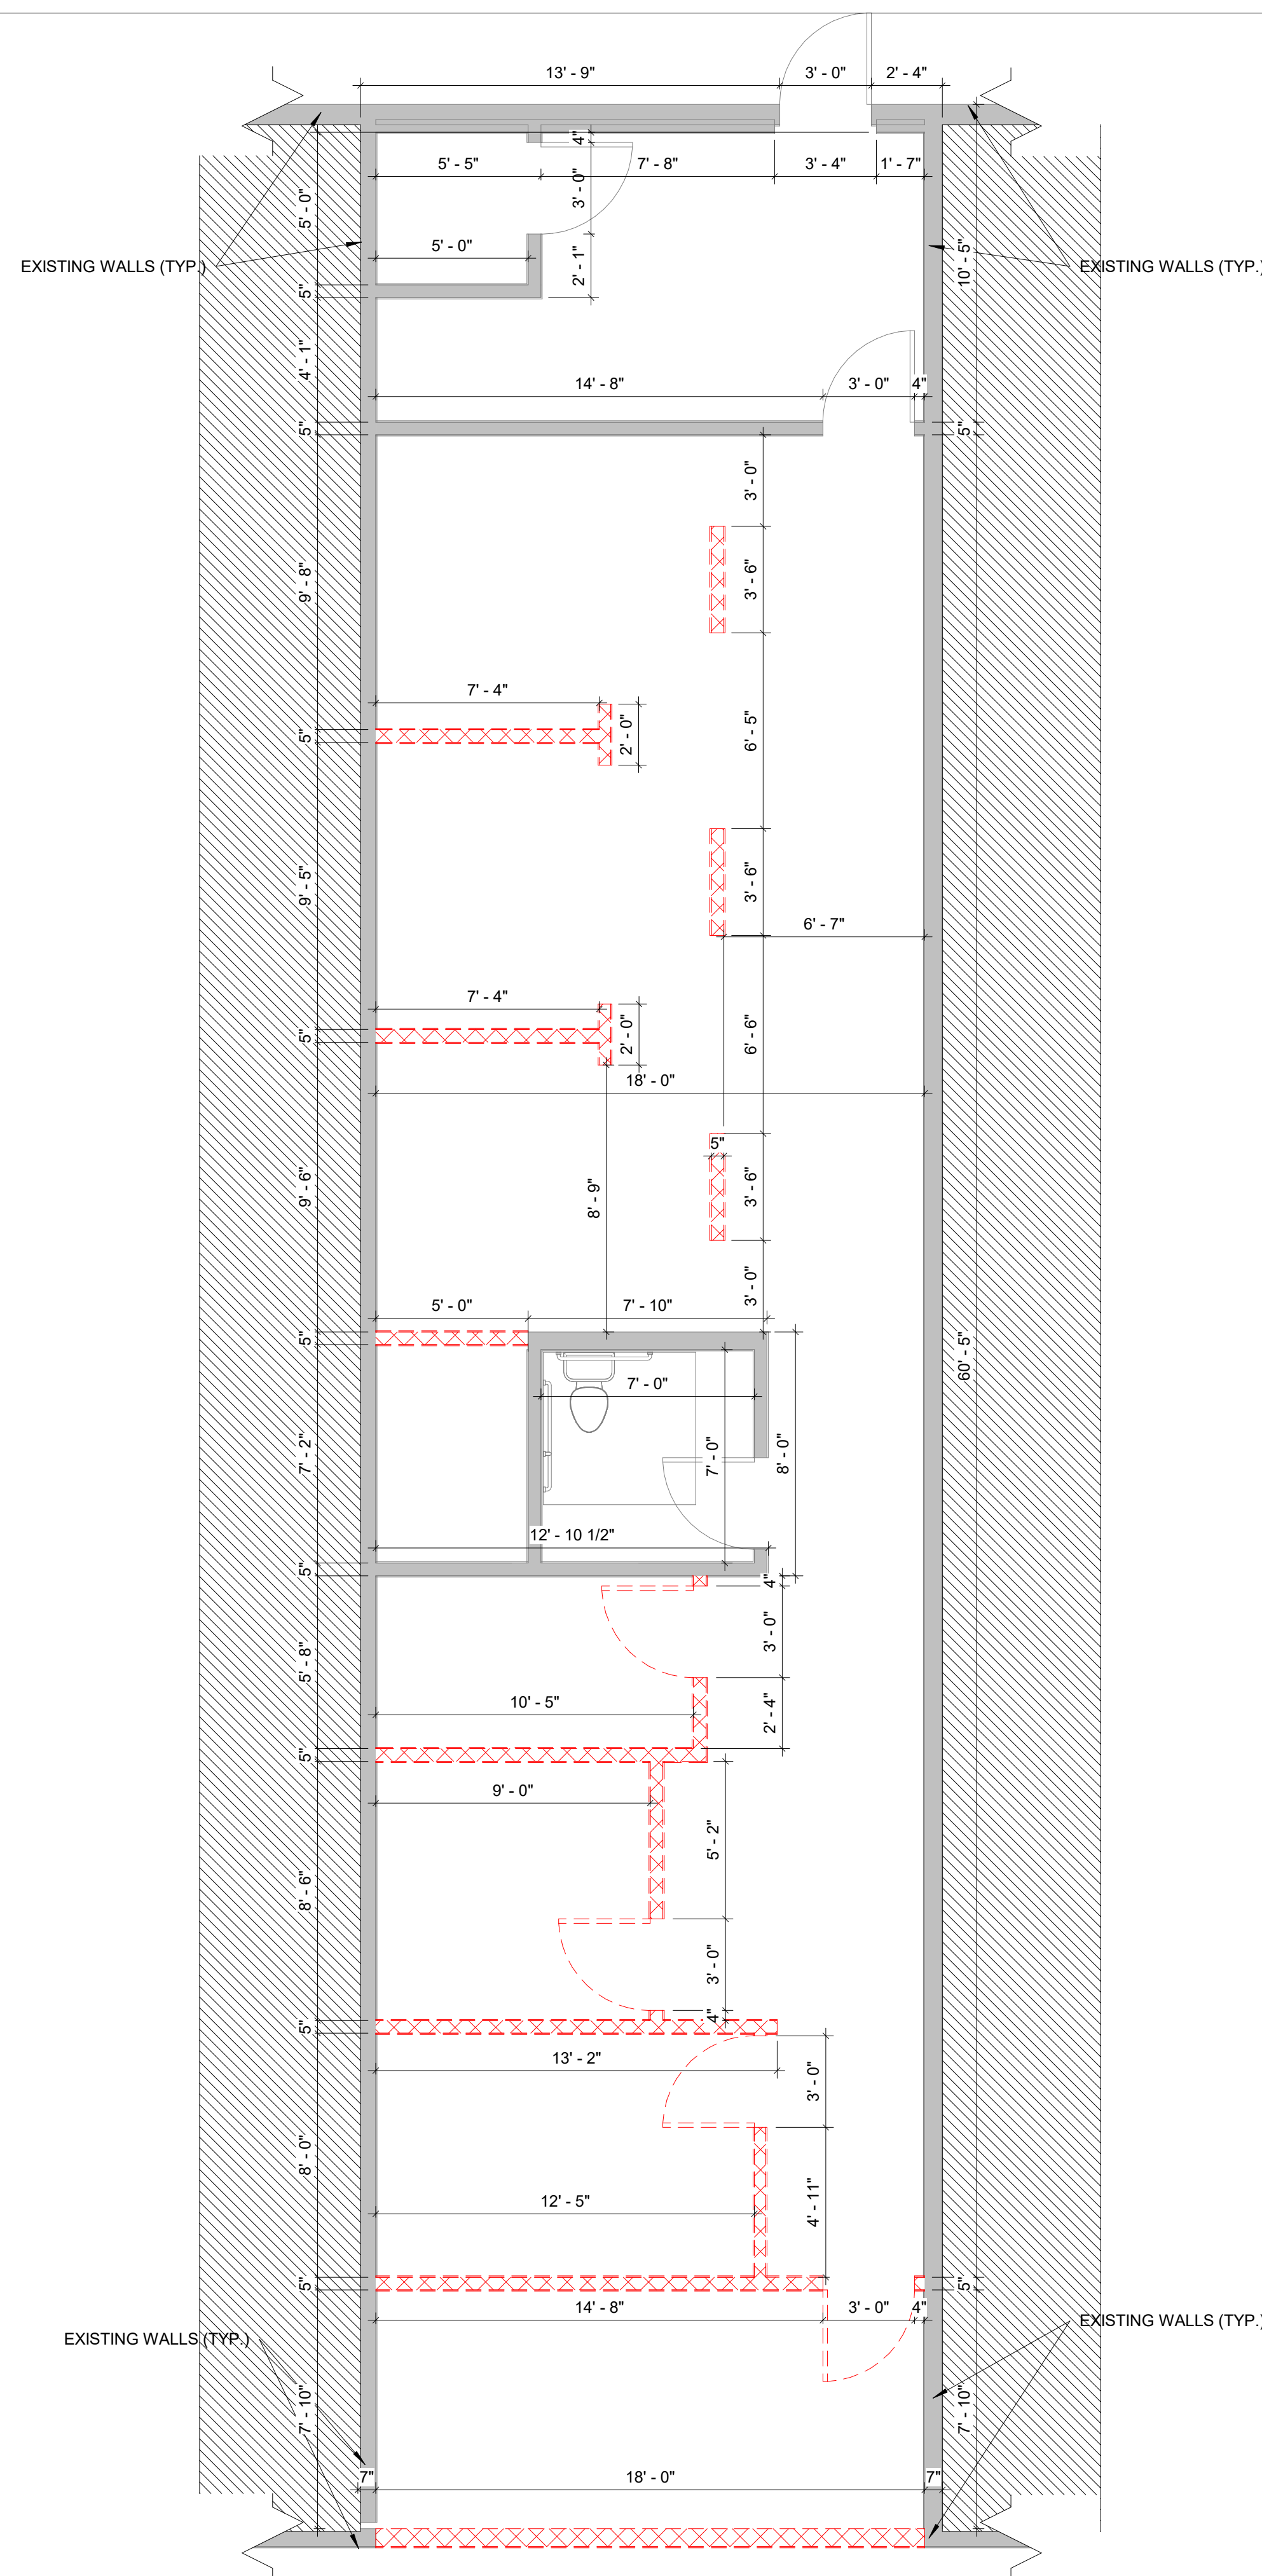 13' - 9" 3' - 0" 2' - 4"
4"
5' - 5" 7' - 8" 3' - 4" 1' - 7"
3' - 0"
5' - 0"
5' - 0"
2' - 1"
10' - 5"
EXISTING WALLS (TYP.)
EXISTING WALLS (TYP.)
5"
4' - 1"
14' - 8" 3' - 0" 4"
5"
5"
3' - 0"
9' - 8"
3' - 6"
7' - 4"
2' - 0"
6' - 5"
5"
9' - 5"
3' - 6"
6' - 7"
7' - 4"
2' - 0"
6' - 6"
5"
18' - 0"
5"
9' - 6"
8' - 9"
3' - 6"
3' - 0"
5' - 0" 7' - 10"
5"
60' - 5"
7' - 0"
7' - 2"
7' - 0"
8' - 0"
12' - 10 1/2"
5"
4"
5' - 8"
3' - 0"
10' - 5"
2' - 4"
5"
9' - 0"
5' - 2"
8' - 6"
3' - 0"
4"
5"
13' - 2"
3' - 0"
8' - 0"
12' - 5"
4' - 11"
5"
5"
14' - 8" 3' - 0" 4"
EXISTING WALLS (TYP.)
EXISTING WALLS (TYP.)
7' - 10"
7' - 10"
7" 18' - 0" 7"